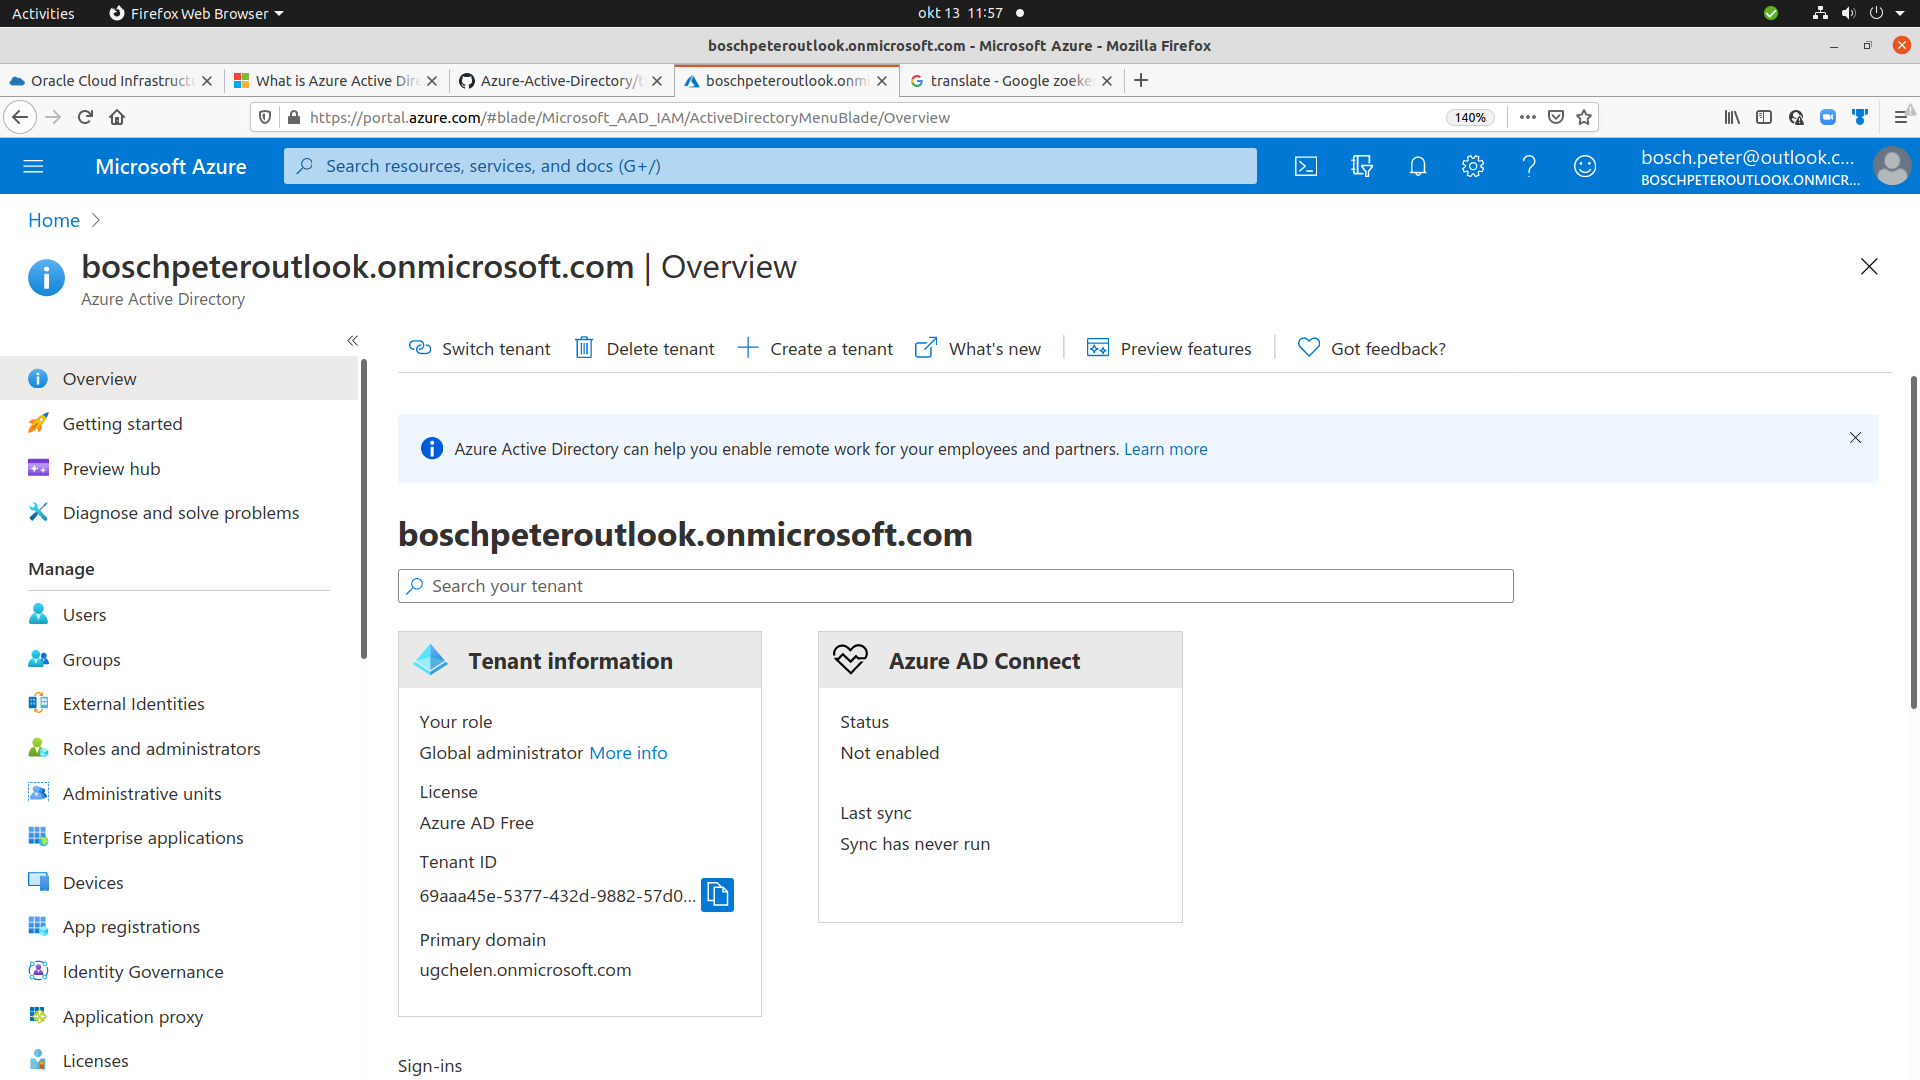 Activities
Firefox Web Browser
okt 13 11:57
boschpeteroutlook.onmicrosoft.com - Microsoft Azure - Mozilla Firefox
Oracle Cloud Infrastruct
What is Azure Active Dire
Azure-Active-Directory/t
boschpeteroutlook.onm
translate - Google zoeke
https://portal.azure.com/#blade/Microsoft_AAD_IAM/ActiveDirectoryMenuBlade/Overview
140%
Microsoft Azure
Search resources, services, and docs (G+/)
bosch.peter@outlook.c...
BOSCHPETEROUTLOOK.ONMICR...
Home
boschpeteroutlook.onmicrosoft.com | Overview
Azure Active Directory
Switch tenant
Delete tenant
Create a tenant
What's new
Preview features
Got feedback?
Overview
Getting started
Preview hub
Diagnose and solve problems
Manage
Users
Groups
External Identities
Roles and administrators
Administrative units
Enterprise applications
Devices
App registrations
Identity Governance
Application proxy
Licenses
Azure Active Directory can help you enable remote work for your employees and partners. Learn more
boschpeteroutlook.onmicrosoft.com
Search your tenant
Tenant information
Your role
Global administrator More info
License
Azure AD Free
Tenant ID
69aaa45e-5377-432d-9882-57d0...
Primary domain
ugchelen.onmicrosoft.com
Azure AD Connect
Status
Not enabled
Last sync
Sync has never run
Sign-ins